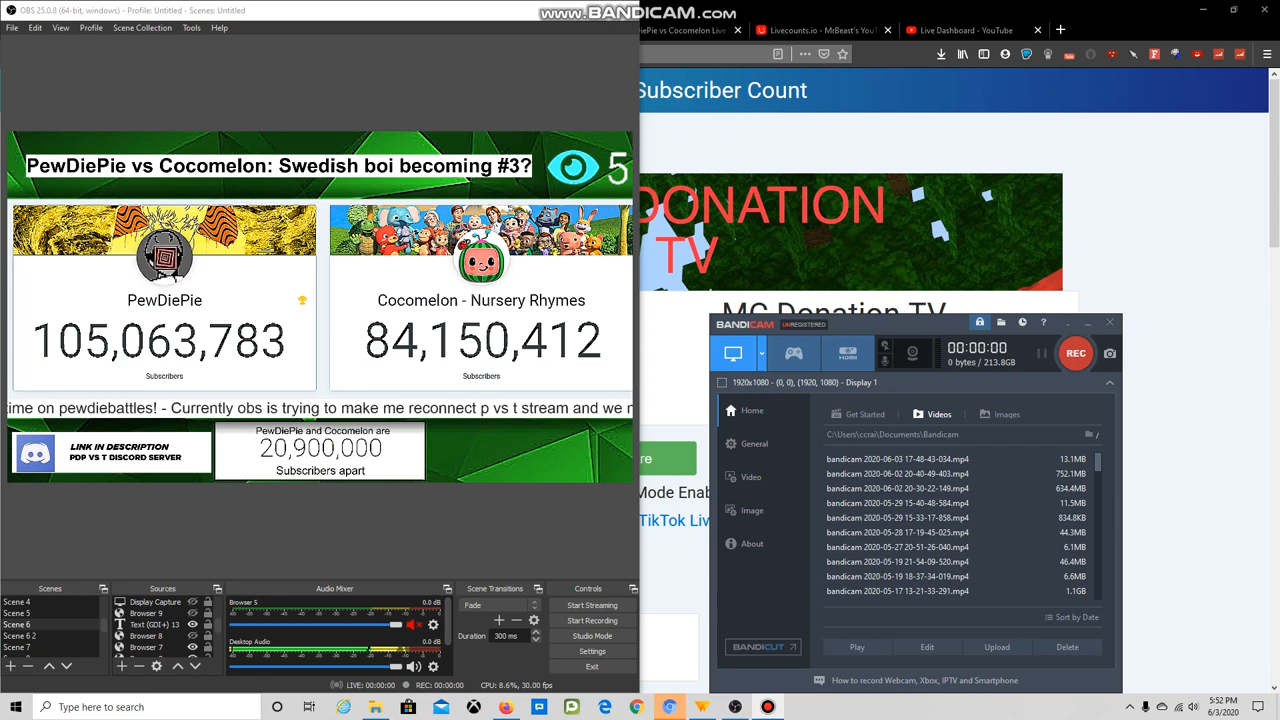 OBS 25.0.8 (64-bit, windows) - Profile: Untitled - Scenes: Untitled
www.BANDICAM.com
File Edit View Profile Scene Collection Tools Help
PewDiePie vs Cocomelon: Swedish boi becoming #3?
5
PewDiePie
105,063,783
Subscribers
Cocomelon - Nursery Rhymes
84,150,412
Subscribers
time on pewdiebattles! - Currently obs is trying to make me reconnect p vs t stream and we
LINK IN DESCRIPTION
PDP VS T DISCORD SERVER
PewDiePie and Cocomelon are
20,900,000
Subscribers apart
Scenes
Scene 4
Scene 5
Scene 6
Scene 6 2
Scene 7
Sources
Display Capture
Browser 9
Text (GDI+) 13
Browser 8
Browser 7
Audio Mixer
Browser 5 0.0 dB
Desktop Audio 0.0 dB
Scene Transitions
Fade
Duration 300 ms
Controls
Start Streaming
Start Recording
Studio Mode
Settings
Exit
LIVE: 00:00:00 REC: 00:00:00 CPU: 8.6%, 30.00 fps
DiePie vs Cocomelon Live
Livecounts.io - MrBeast's YouT
Live Dashboard - YouTube
Subscriber Count
DONATION
TV
MC Donation TV
re
Mode Enab
TikTok Liv
BANDICAM UNREGISTERED
00:00:00
0 bytes / 213.8GB
REC
1920x1080 - (0, 0), (1920, 1080) - Display 1
Home
General
Video
Image
About
Get Started Videos Images
C:\Users\ccrai\Documents\Bandicam
bandicam 2020-06-03 17-48-43-034.mp4 13.1MB
bandicam 2020-06-02 20-40-49-403.mp4 752.1MB
bandicam 2020-06-02 20-30-22-149.mp4 634.4MB
bandicam 2020-05-29 15-40-48-584.mp4 11.5MB
bandicam 2020-05-29 15-33-17-858.mp4 834.8KB
bandicam 2020-05-28 17-19-45-025.mp4 44.3MB
bandicam 2020-05-27 20-51-26-040.mp4 6.1MB
bandicam 2020-05-19 21-54-09-520.mp4 46.4MB
bandicam 2020-05-19 18-37-34-019.mp4 6.6MB
bandicam 2020-05-17 13-21-33-291.mp4 1.1GB
Sort by Date
BANDICUT
Play Edit Upload Delete
How to record Webcam, Xbox, IPTV and Smartphone
Type here to search
5:52 PM
6/3/2020